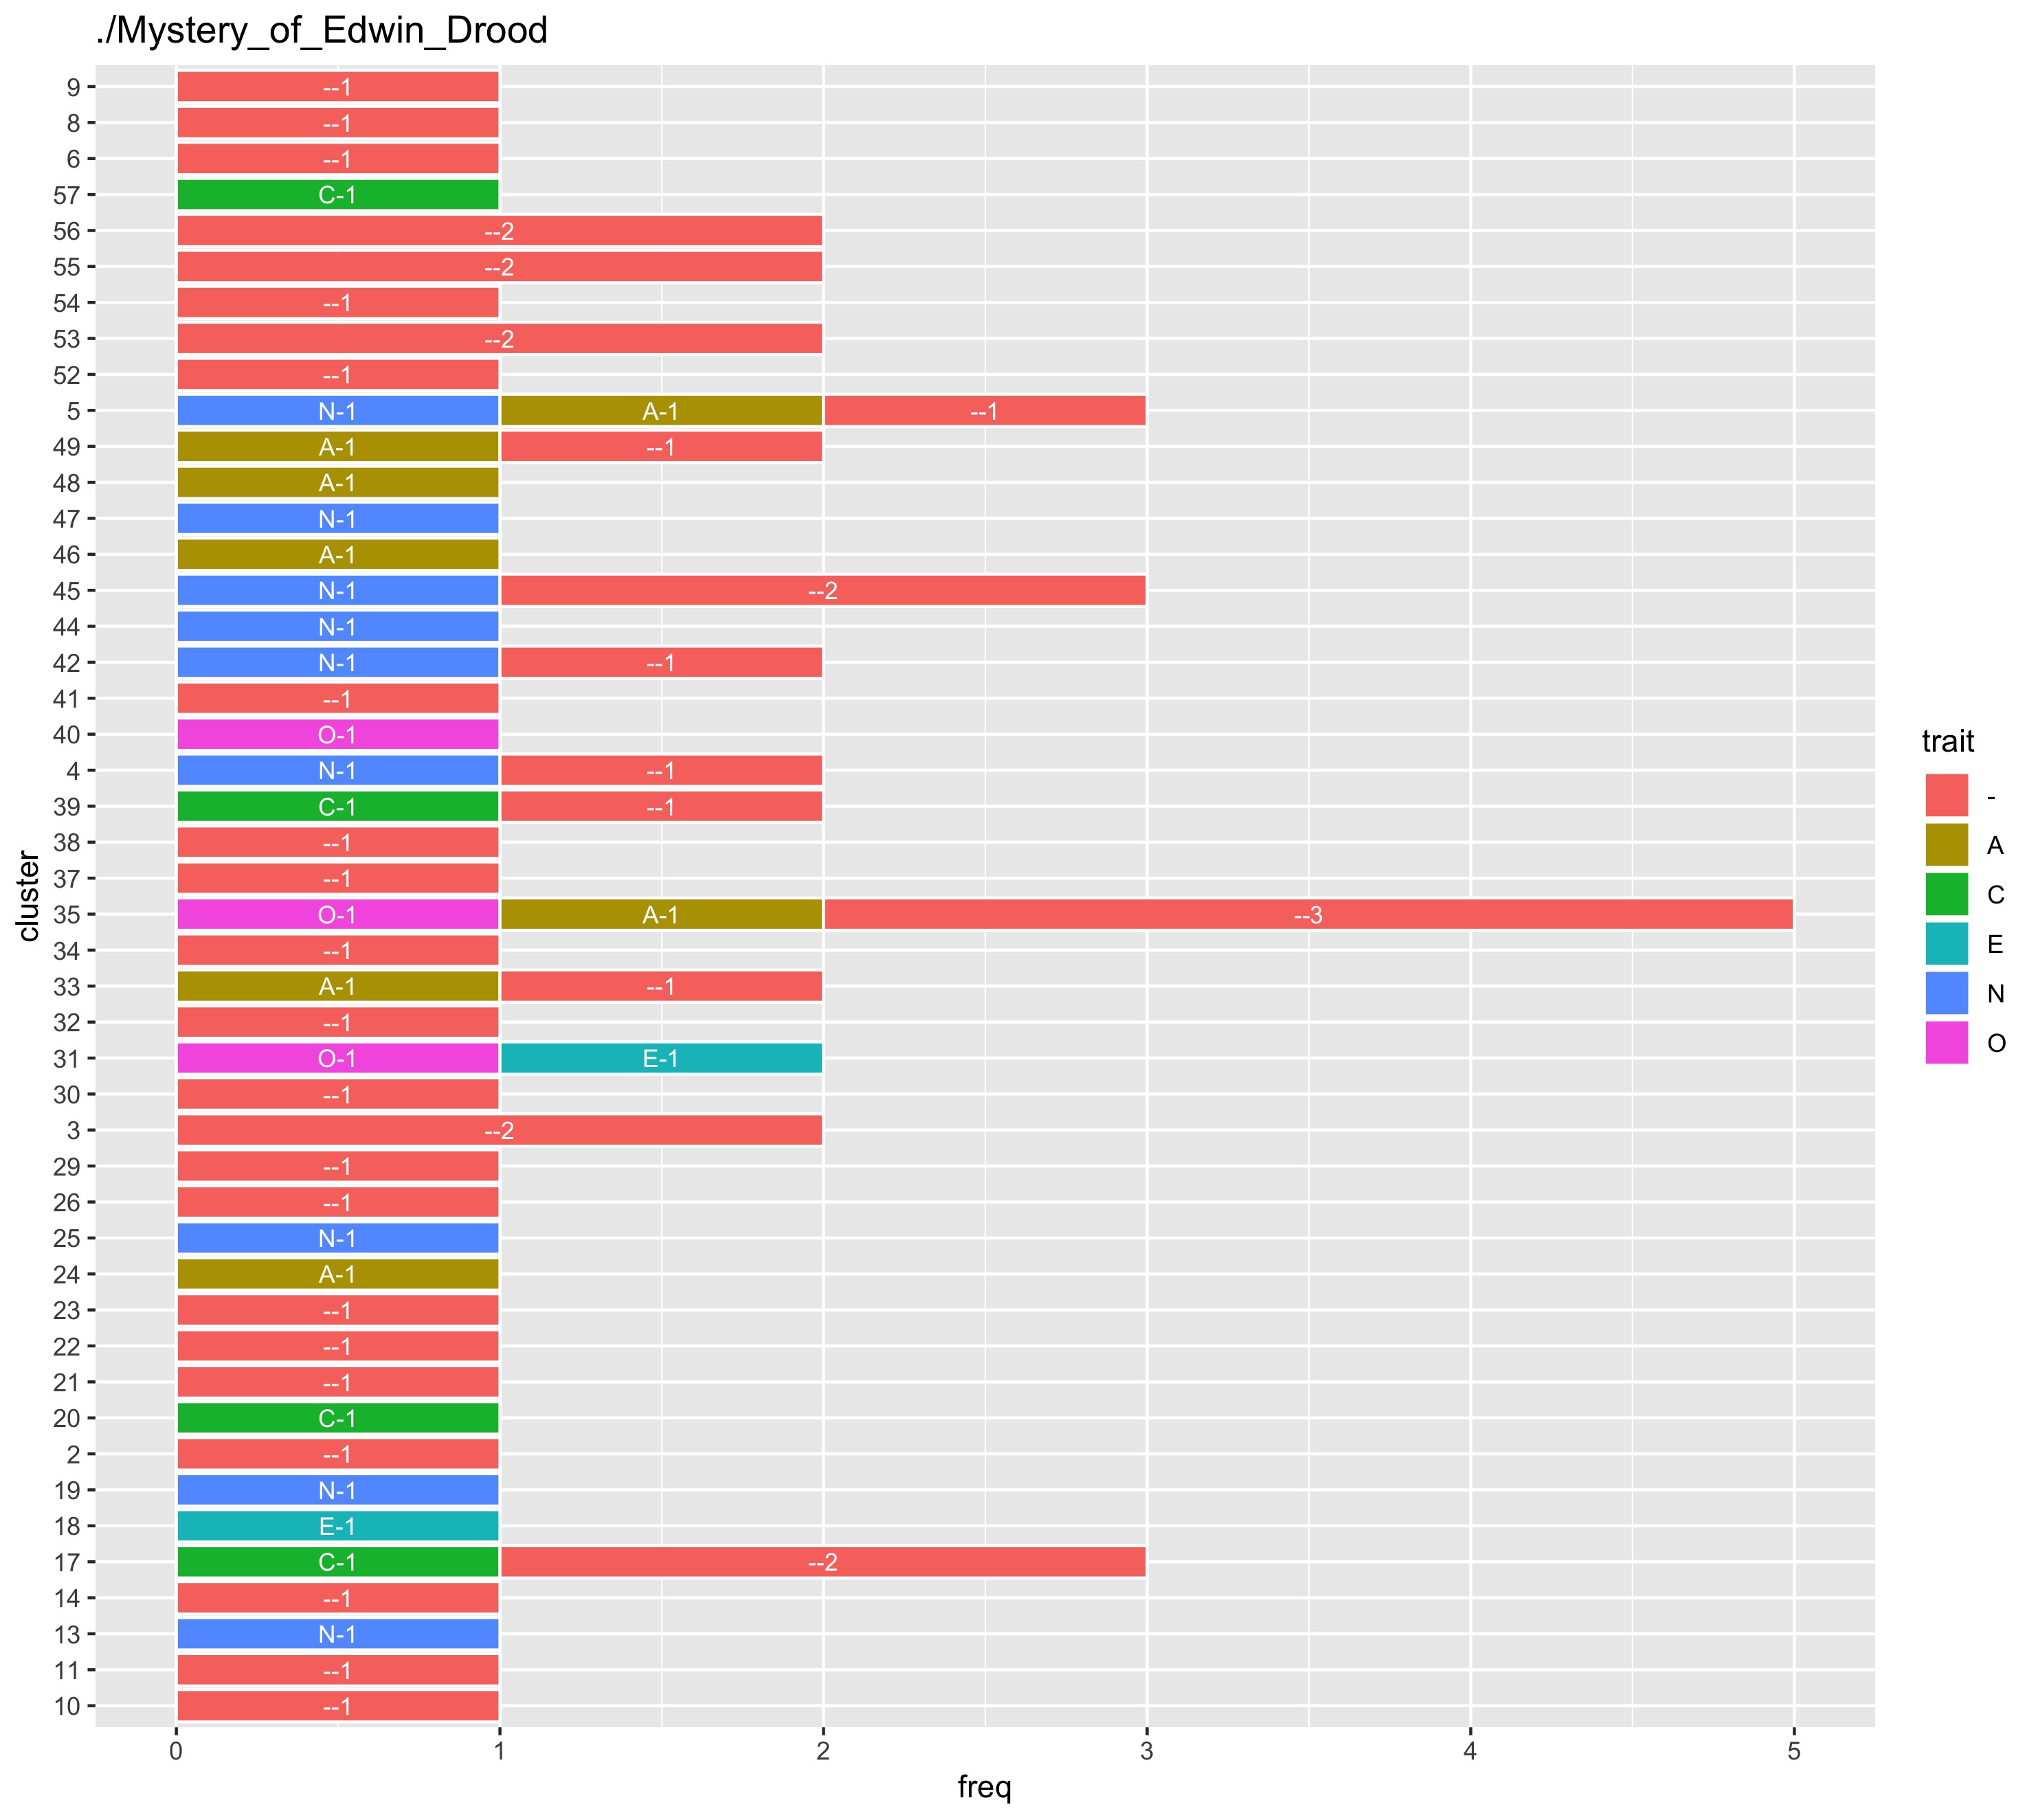 ./Mystery_of_Edwin_Drood
9 --1
8 --1
6 --1
57 C-1
56 --2
55 --2
54 --1
53 --2
52 --1
5 N-1 A-1 --1
49 A-1 --1
48 A-1
47 N-1
46 A-1
45 N-1 --2
44 N-1
42 N-1 --1
41 --1
40 O-1
4 N-1 --1
39 C-1 --1
38 --1
37 --1
35 O-1 A-1 --3
34 --1
33 A-1 --1
32 --1
31 O-1 E-1
30 --1
3 --2
29 --1
26 --1
25 N-1
24 A-1
23 --1
22 --1
21 --1
20 C-1
2 --1
19 N-1
18 E-1
17 C-1 --2
14 --1
13 N-1
11 --1
10 --1
0 1 2 3 4 5
freq
cluster
trait
-
A
C
E
N
O